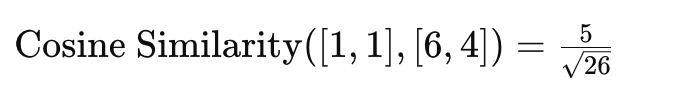 Cosine Similarity([1, 1], [6, 4]) = 5/√26